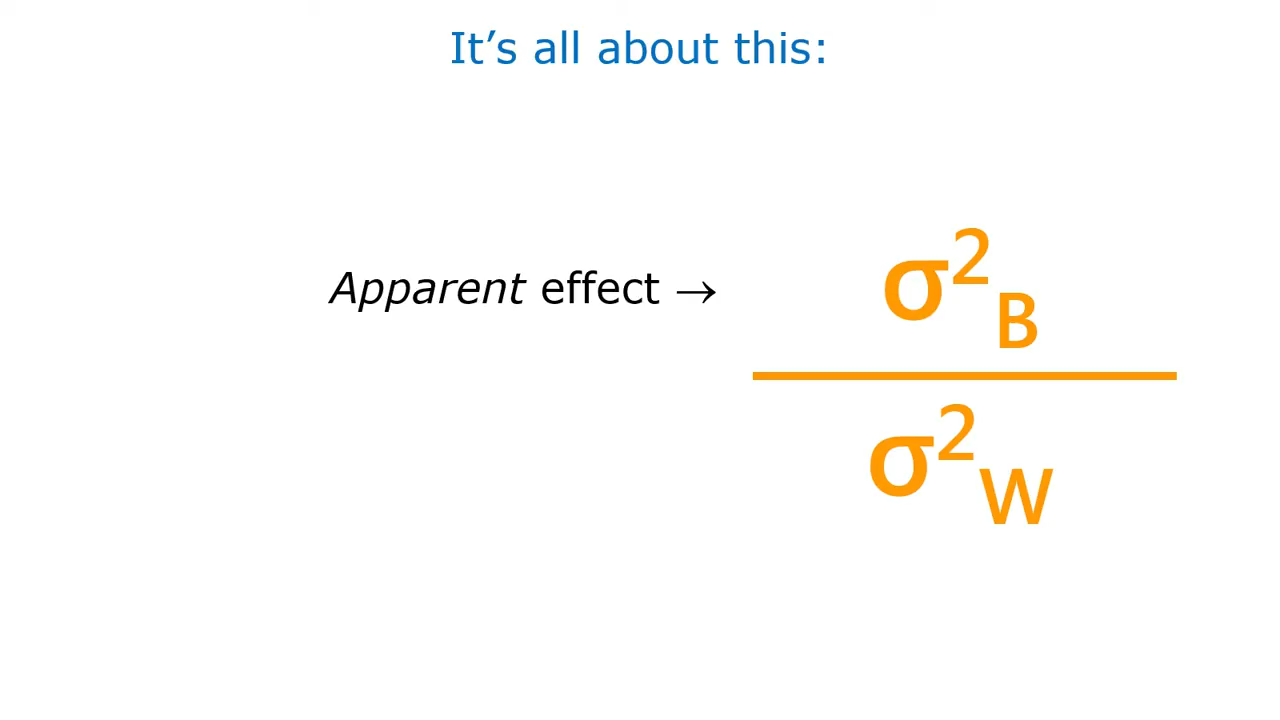 It’s all about this:
Apparent effect →
σ²B
σ²W